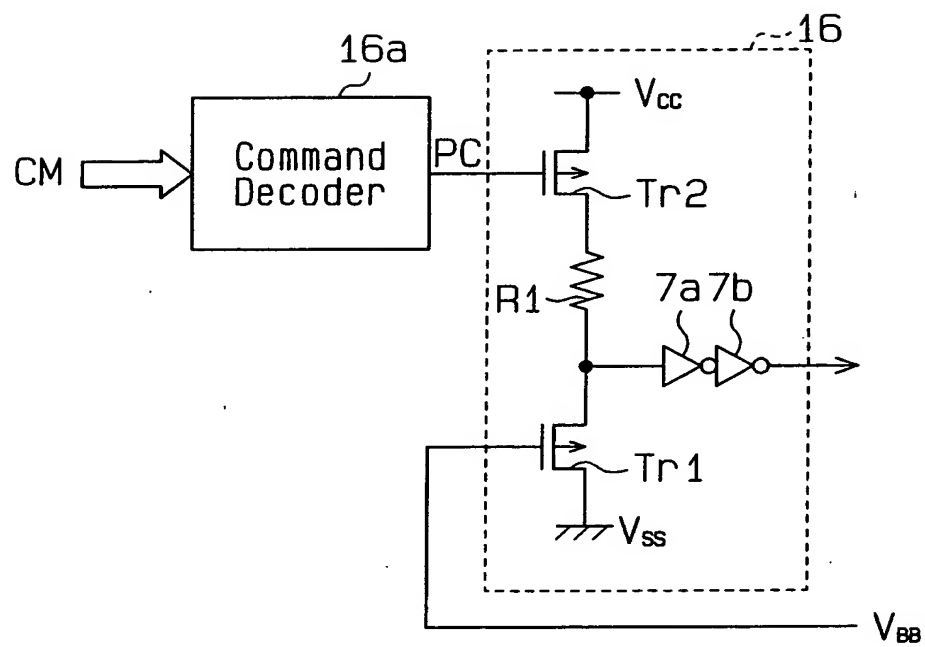 16
16a
VCC
CM
Command
Decoder
PC
Tr2
R1
7a 7b
Tr1
VSS
VBB